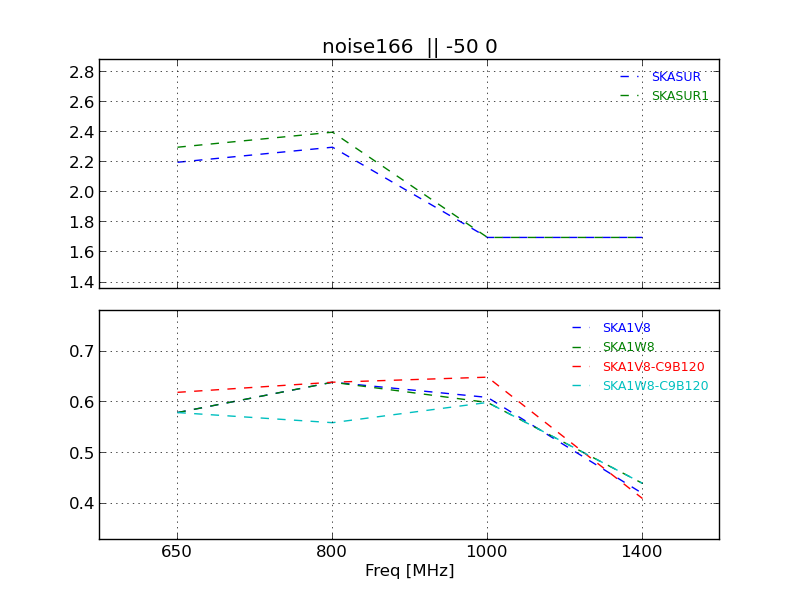 noise166 || -50 0
2.8
2.6
2.4
2.2
2.0
1.8
1.6
1.4
SKASUR
SKASUR1
0.7
0.6
0.5
0.4
SKA1V8
SKA1W8
SKA1V8-C9B120
SKA1W8-C9B120
650 800 1000 1400
Freq [MHz]